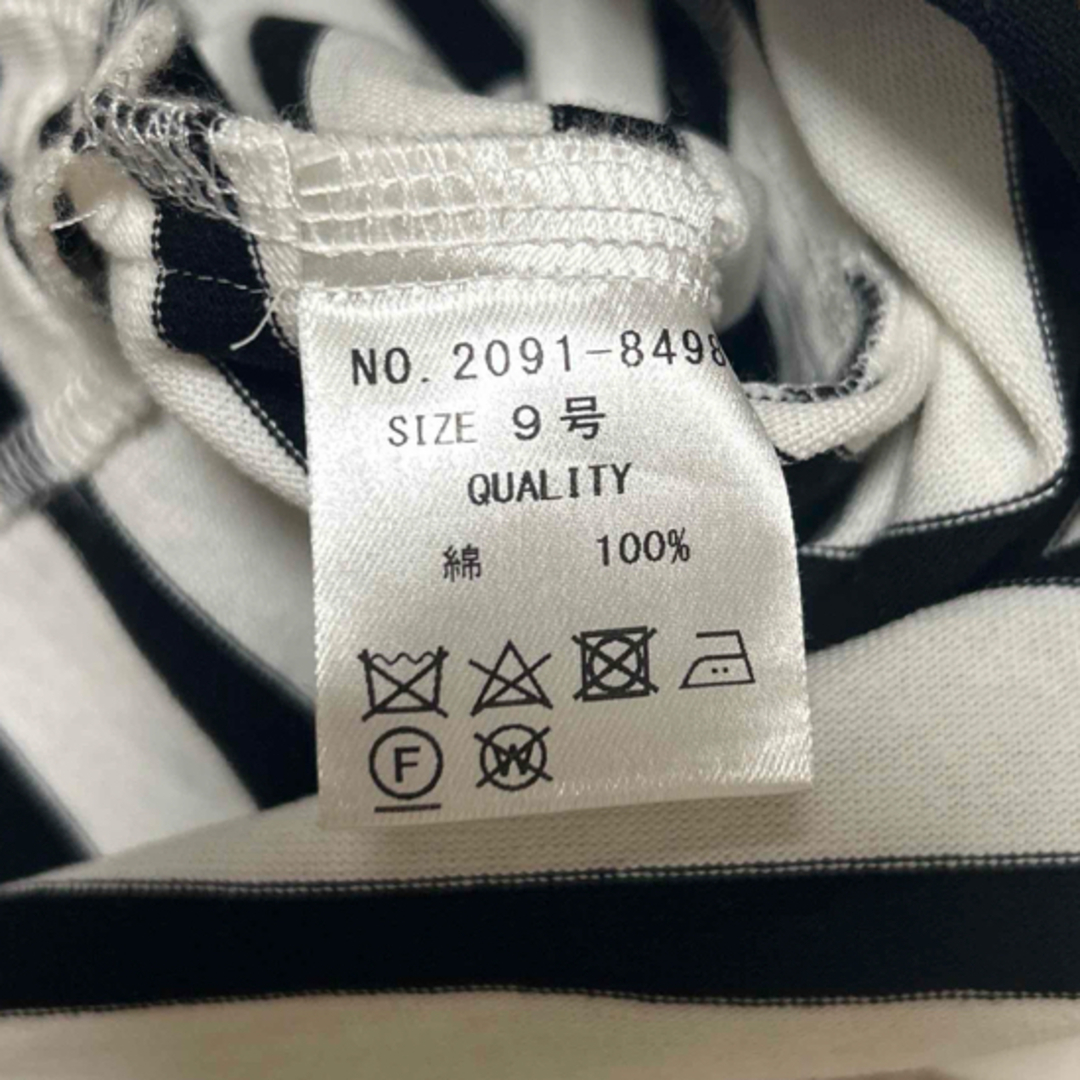 NO. 2091-8498
SIZE 9号
QUALITY
綿 100%
F W